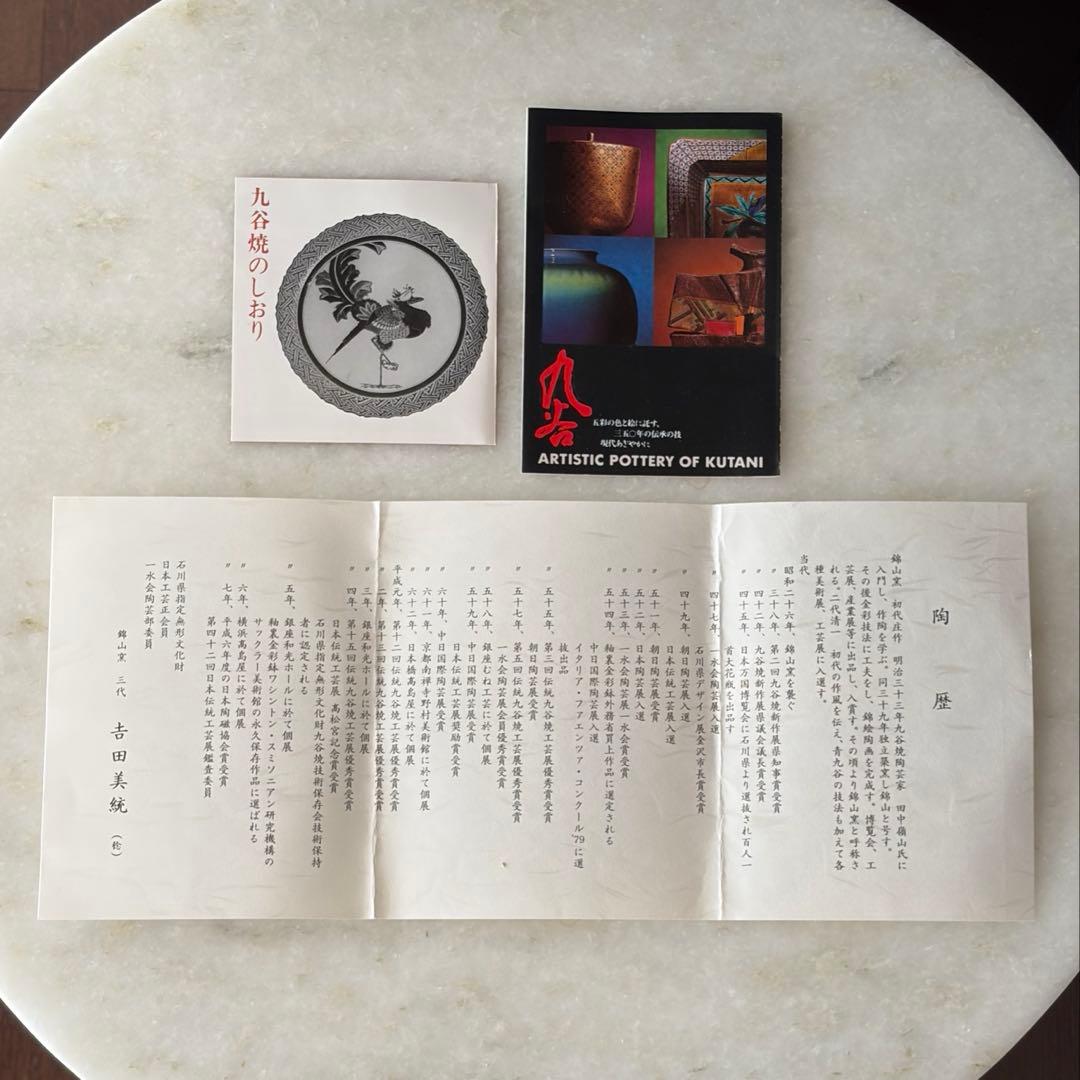 九谷焼のしおり
九谷
五彩の色と絵に託す、
三五〇年の伝承の技
現代あざやかに
ARTISTIC POTTERY OF KUTANI
陶歴
錦山窯 初代庄作 明治三十三年九谷焼陶芸家 田中嶺山氏に
入門し、作陶を学ぶ。同三十九年独立築窯し錦山と号す。
その後金彩技法に工夫をし、錦絵陶画を完成す。博覧会、工
芸展、産業展等に出品し、入賞す。その頃より錦山窯と呼称さ
れる。二代清一 初代の作風を伝え、青九谷の技法も加えて各
種美術展、工芸展に入選す。
当代
昭和二十六年、錦山窯を襲ぐ
〃 三十八年、第二回九谷焼新作展県知事賞受賞
〃 四十二年、九谷焼新作展県議会議長賞受賞
〃 四十五年、日本万国博覧会に石川県より選抜され百人一
首大花瓶を出品す
〃 四十七年、一水会陶芸展入選
石川県デザイン展金沢市長賞受賞
〃 四十九年、朝日陶芸展入選
日本伝統工芸展入選
〃 五十二年、朝日陶芸展受賞
日本陶芸展入選
〃 五十三年、一水会陶芸展一水会賞受賞
〃 五十四年、釉裏金彩鉢外務省買上作品に選定される
中日国際陶芸展入選
イタリア・ファエンツァ・コンクール'79に選
抜出品
〃 五十五年、第三回伝統九谷焼工芸展優秀賞受賞
朝日陶芸展受賞
〃 五十七年、第五回伝統九谷焼工芸展優秀賞受賞
一水会陶芸展会員優秀賞受賞
〃 五十八年、銀座むね工芸に於て個展
〃 五十九年、中日国際陶芸展受賞
日本伝統工芸展奨励賞受賞
〃 六十年、中日国際陶芸展受賞
〃 六十一年、京都南禅寺野村美術館に於て個展
〃 六十三年、日本橋高島屋に於て個展
平成元年、第十二回伝統九谷焼工芸展優秀賞受賞
〃 二年、第十三回伝統九谷焼工芸展優秀賞受賞
〃 三年、銀座和光ホールに於て個展
〃 四年、第十五回伝統九谷焼工芸展優秀賞受賞
日本伝統工芸展 高松宮記念賞受賞
石川県指定無形文化財九谷焼技術保存会技術保持
者に認定される
〃 五年、銀座和光ホールに於て個展
釉裏金彩鉢ワシントン・スミソニアン研究機構の
サックラー美術館の永久保存作品に選ばれる
〃 六年、横浜高島屋に於て個展
〃 七年、平成六年度の日本陶磁協会賞受賞
第四十二回日本伝統工芸展鑑査委員
石川県指定無形文化財
日本工芸正会員
一水会陶芸部委員
錦山窯 三代 吉田美統